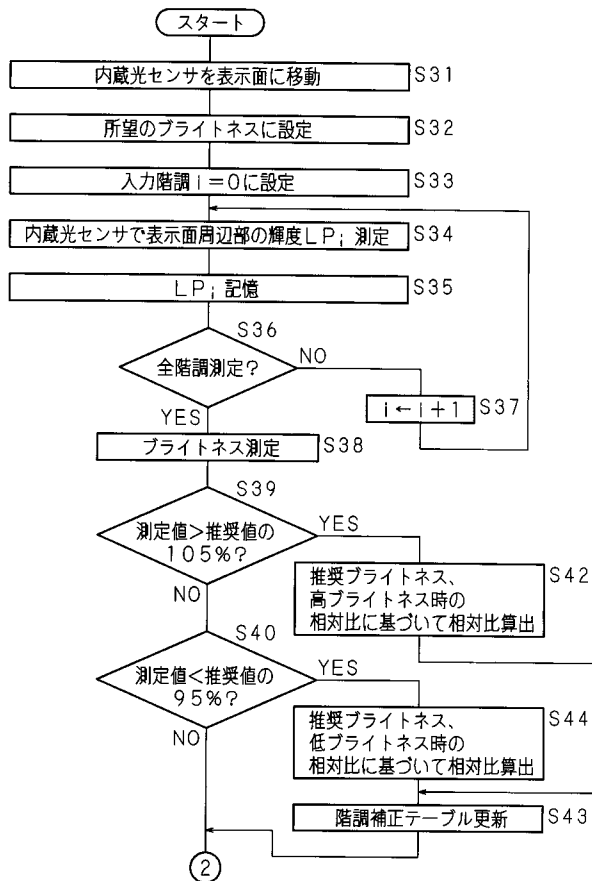 スタート
内蔵光センサを表示面に移動
S31
所望のブライトネスに設定
S32
入力階調i=0に設定
S33
内蔵光センサで表示面周辺部の輝度LPi測定
S34
LPi記憶
S35
S36
全階調測定?
NO
YES
i←i+1
S37
ブライトネス測定
S38
S39
測定値>推奨値の
105%?
YES
NO
推奨ブライトネス、
高ブライトネス時の
相対比に基づいて相対比算出
S42
S40
測定値<推奨値の
95%?
YES
NO
推奨ブライトネス、
低ブライトネス時の
相対比に基づいて相対比算出
S44
階調補正テーブル更新
S43
2